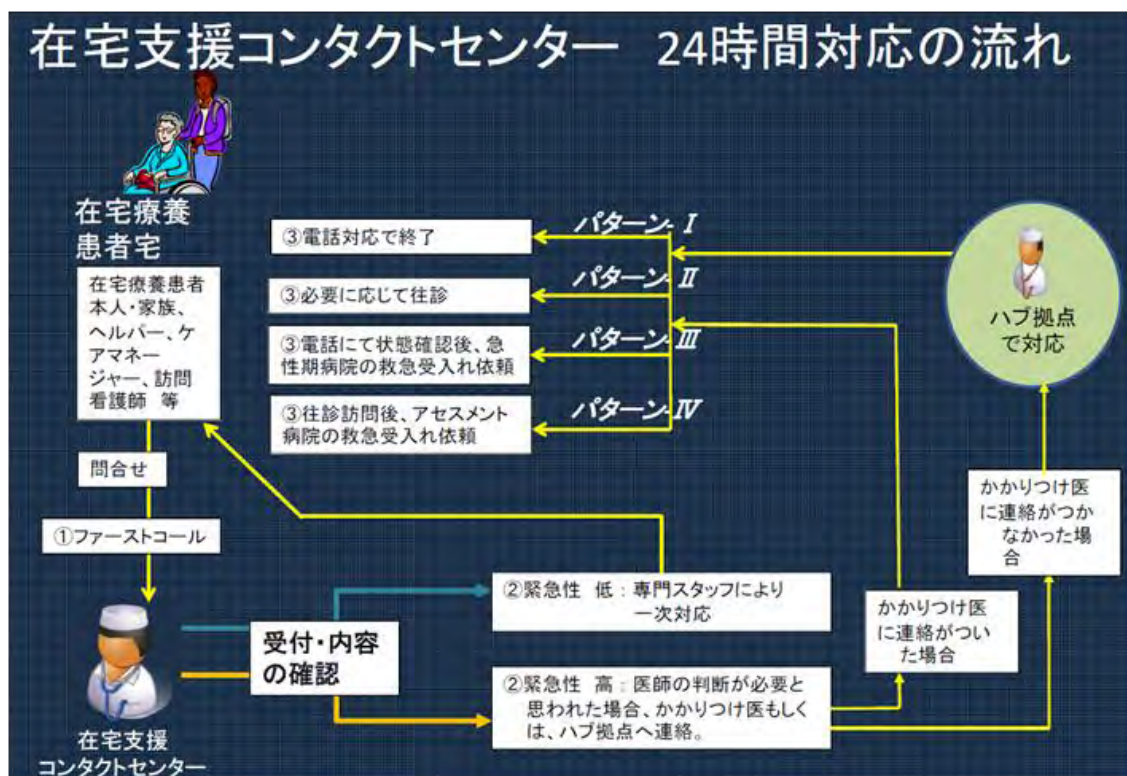 在宅支援コンタクトセンター 24時間対応の流れ
在宅療養
患者宅
在宅療養患者
本人・家族、
ヘルパー、ケ
アマネー
ジャー、訪問
看護師 等
問合せ
①ファーストコール
在宅支援
コンタクトセンター
受付・内容
の確認
②緊急性 低：専門スタッフにより
一次対応
②緊急性 高：医師の判断が必要と
思われた場合、かかりつけ医もしく
は、ハブ拠点へ連絡。
かかりつけ医
に連絡がつい
た場合
かかりつけ医
に連絡がつか
なかった場
合
ハブ拠点
で対応
パターン-Ⅰ
③電話対応で終了
パターン-Ⅱ
③必要に応じて往診
パターン-Ⅲ
③電話にて状態確認後、急
性期病院の救急受入れ依頼
パターン-Ⅳ
③往診訪問後、アセスメント
病院の救急受入れ依頼